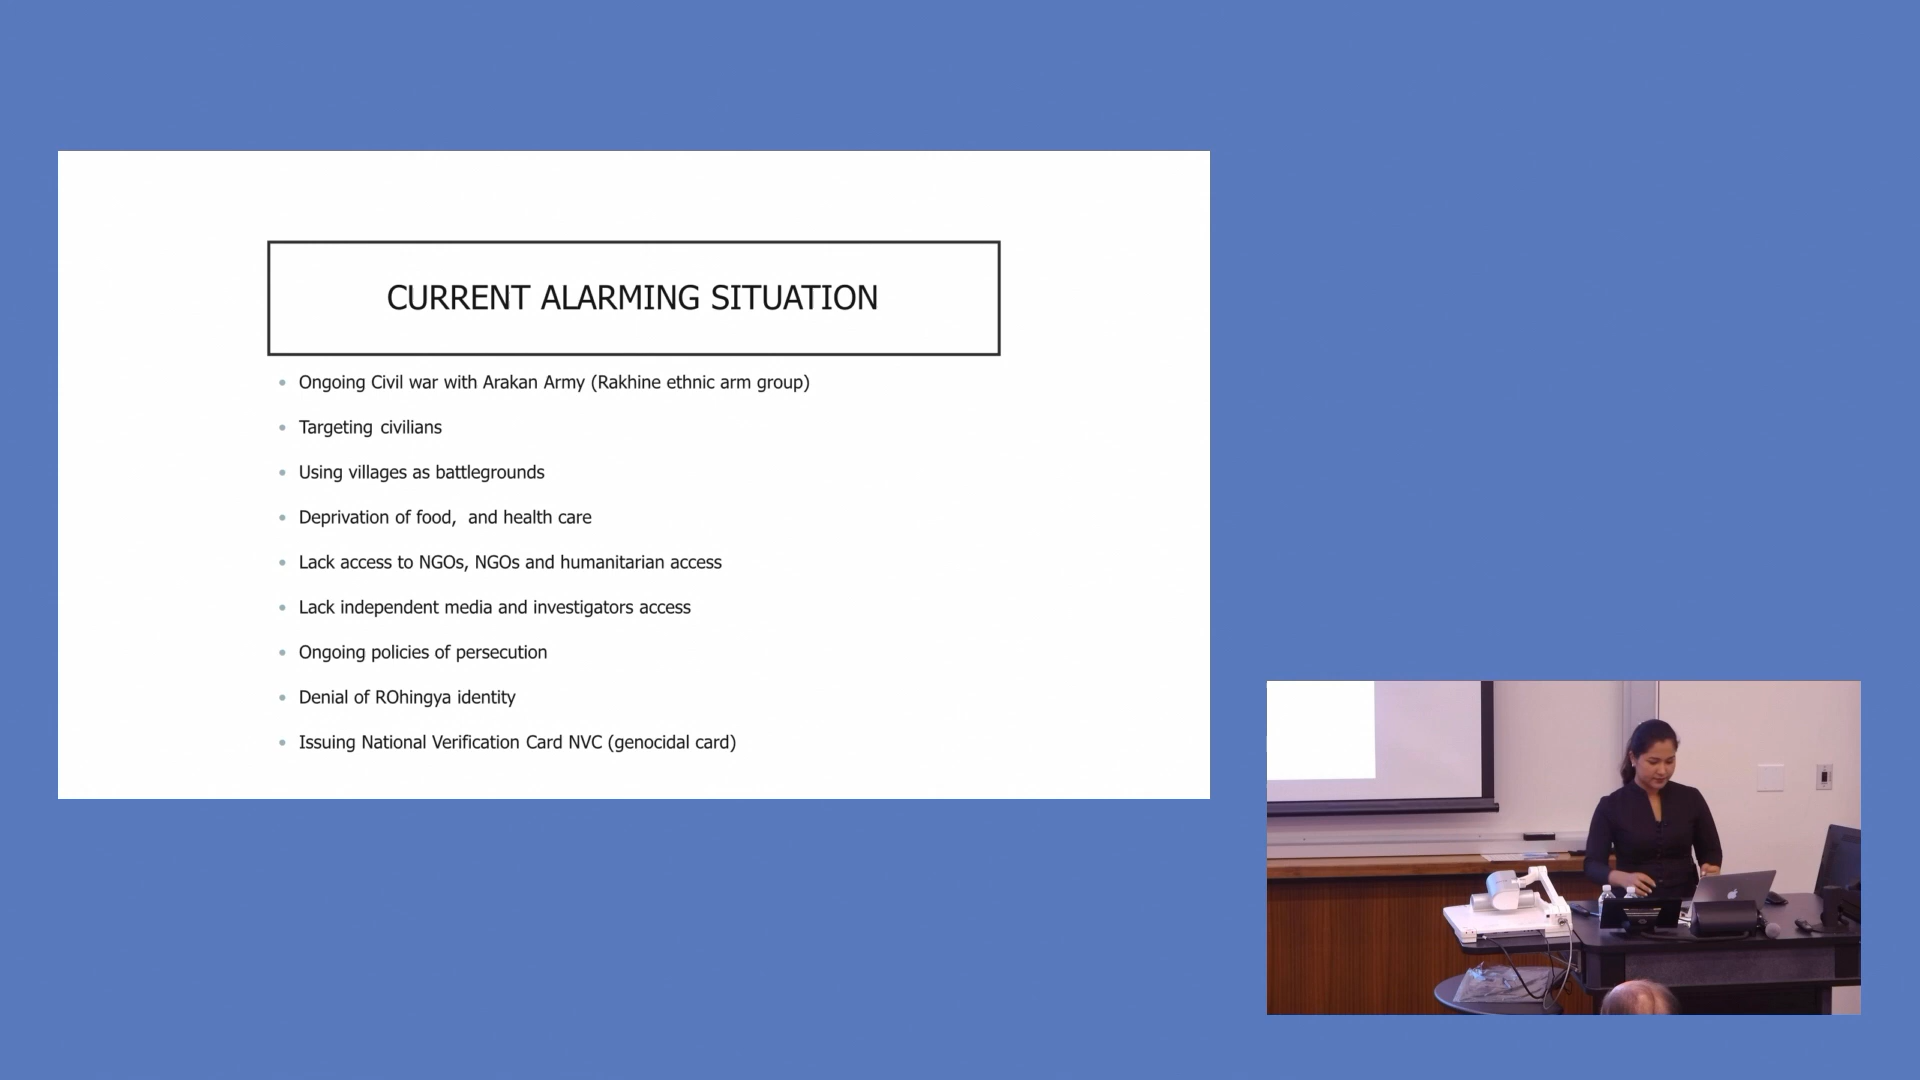 CURRENT ALARMING SITUATION
• Ongoing Civil war with Arakan Army (Rakhine ethnic arm group)
• Targeting civilians
• Using villages as battlegrounds
• Deprivation of food, and health care
• Lack access to NGOs, NGOs and humanitarian access
• Lack independent media and investigators access
• Ongoing policies of persecution
• Denial of ROhingya identity
• Issuing National Verification Card NVC (genocidal card)